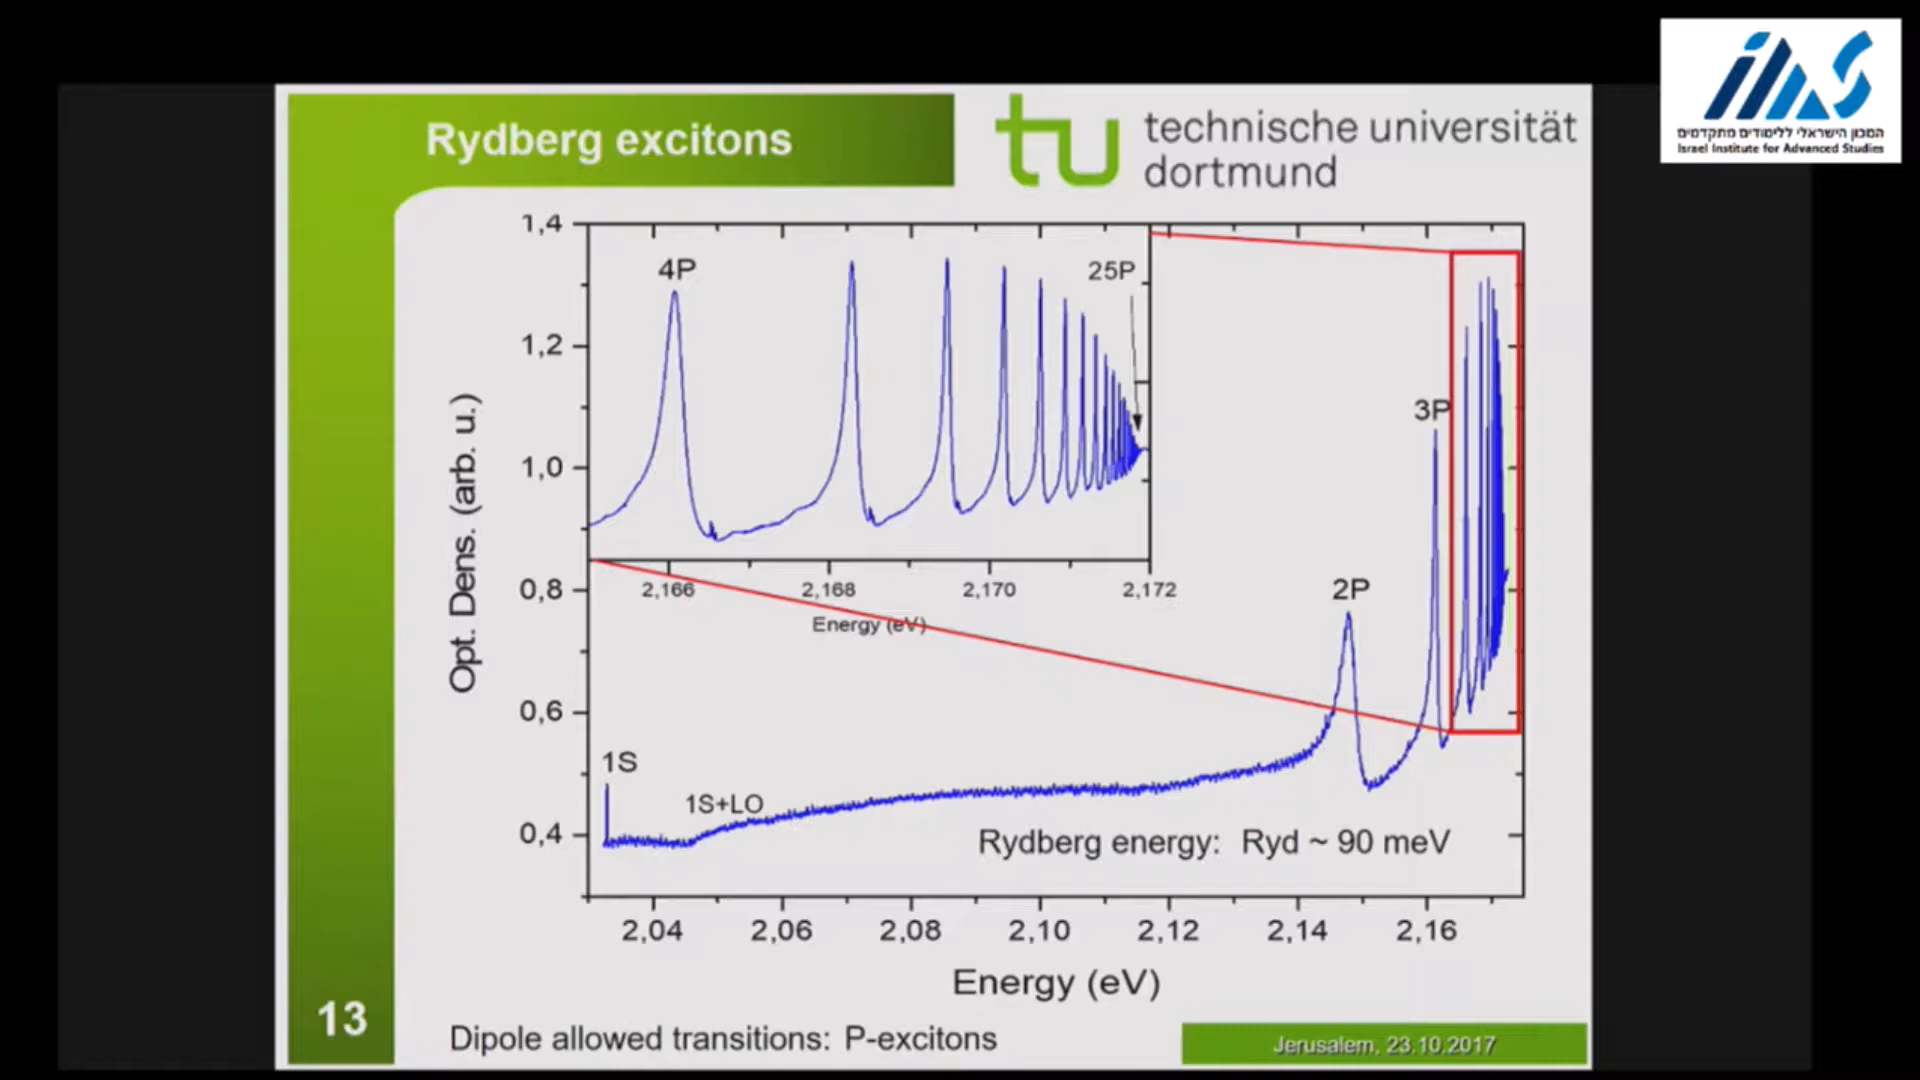 המכון הישראלי ללימודים מתקדמים
Israel Institute for Advanced Studies
Rydberg excitons
tu technische universität
dortmund
1,4
1,2
1,0
0,8
0,6
0,4
Opt. Dens. (arb. u.)
4P
25P
2,166 2,168 2,170 2,172
Energy (eV)
3P
2P
1S
1S+LO
Rydberg energy: Ryd ~ 90 meV
2,04 2,06 2,08 2,10 2,12 2,14 2,16
Energy (eV)
13
Dipole allowed transitions: P-excitons
Jerusalem, 23.10.2017